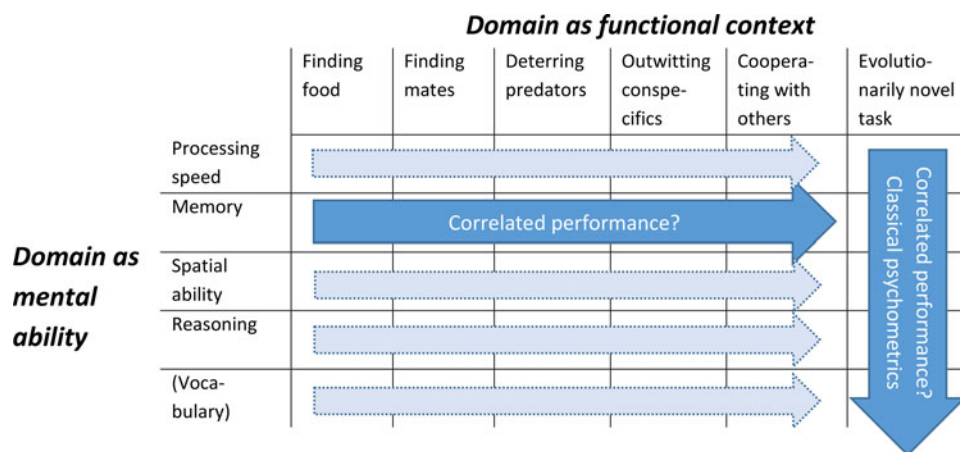 Domain as functional context
Finding
food
Finding
mates
Deterring
predators
Outwitting
conspe-
cifics
Coopera-
ting with
others
Evolutio-
narily novel
task
Processing
speed
Memory
Correlated performance?
Spatial
ability
Reasoning
(Voca-
bulary)
Domain as
mental
ability
Correlated performance?
Classical psychometrics